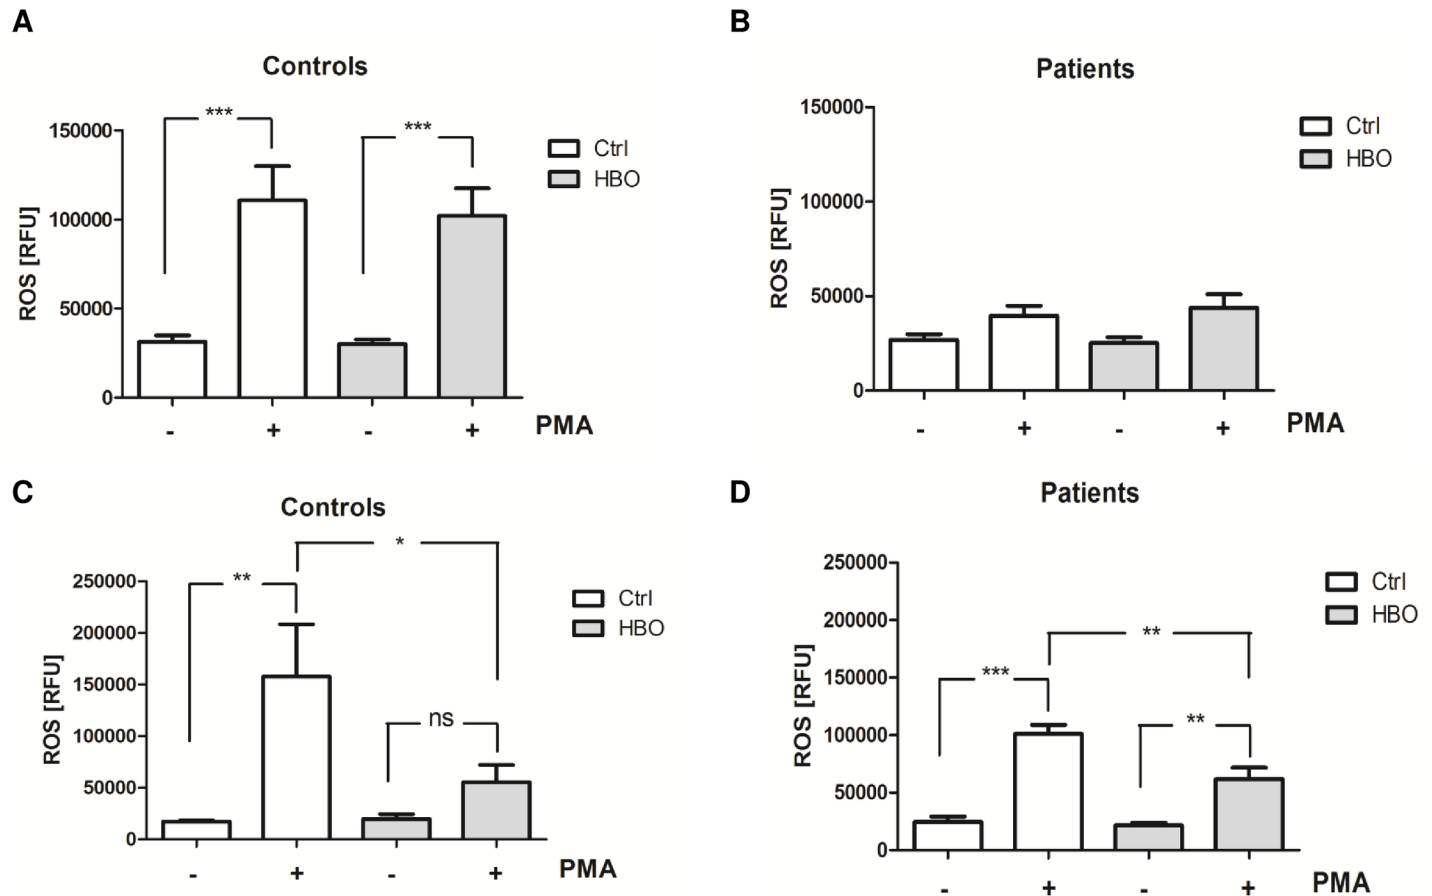 A
Controls
***
***
150000
100000
50000
0
ROS [RFU]
Ctrl
HBO
- + - + PMA
B
Patients
150000
100000
50000
0
ROS [RFU]
Ctrl
HBO
- + - + PMA
C
Controls
*
**
ns
250000
200000
150000
100000
50000
0
ROS [RFU]
Ctrl
HBO
- + - + PMA
D
Patients
**
***
**
250000
200000
150000
100000
50000
0
ROS [RFU]
Ctrl
HBO
- + - + PMA